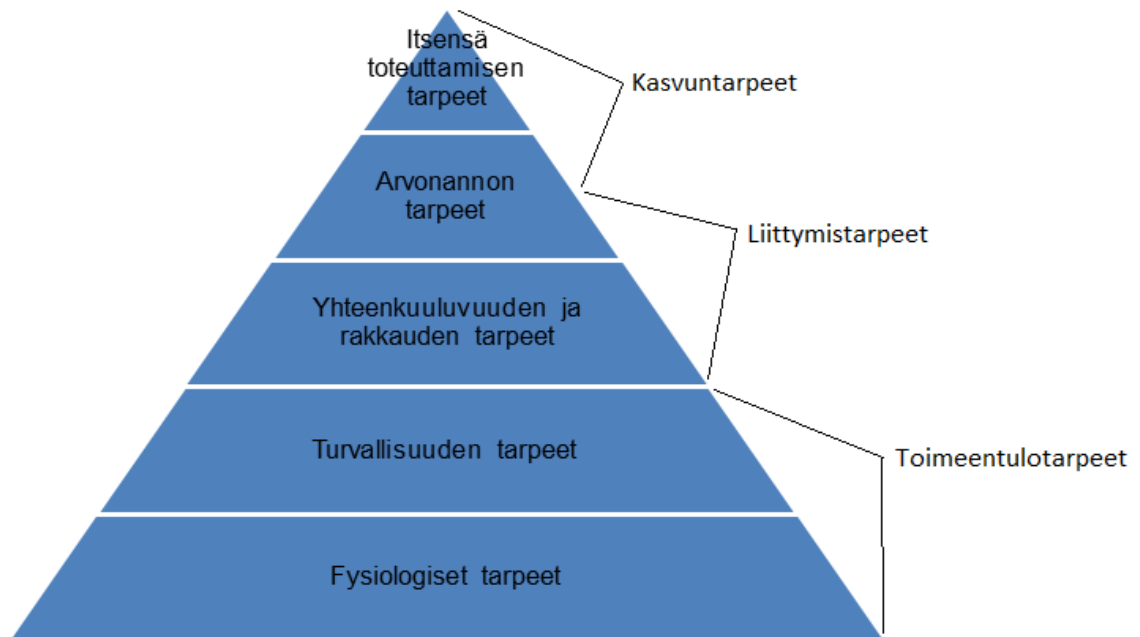 Itsensä
toteuttamisen
tarpeet
Kasvuntarpeet
Arvonannon
tarpeet
Liittymistarpeet
Yhteenkuuluvuuden ja
rakkauden tarpeet
Turvallisuuden tarpeet
Toimeentulotarpeet
Fysiologiset tarpeet